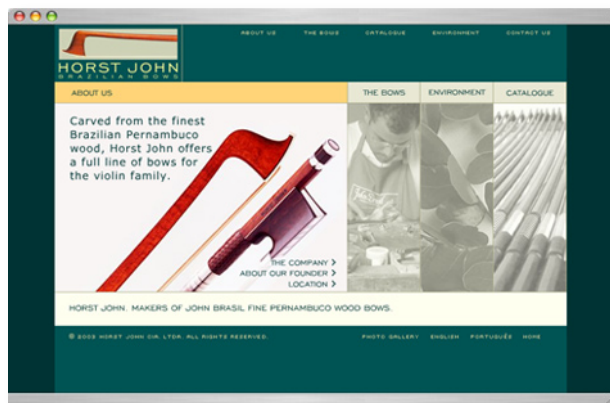 HORST JOHN
BRAZILIAN BOWS
ABOUT US THE BOWS CATALOGUE ENVIRONMENT CONTACT US
ABOUT US
THE BOWS
ENVIRONMENT
CATALOGUE
Carved from the finest
Brazilian Pernambuco
wood, Horst John offers
a full line of bows for
the violin family.
THE COMPANY >
ABOUT OUR FOUNDER >
LOCATION >
HORST JOHN. MAKERS OF JOHN BRASIL FINE PERNAMBUCO WOOD BOWS.
© 2003 HORST JOHN CIA. LTDA. ALL RIGHTS RESERVED.
PHOTO GALLERY ENGLISH PORTUGUÊS HOME